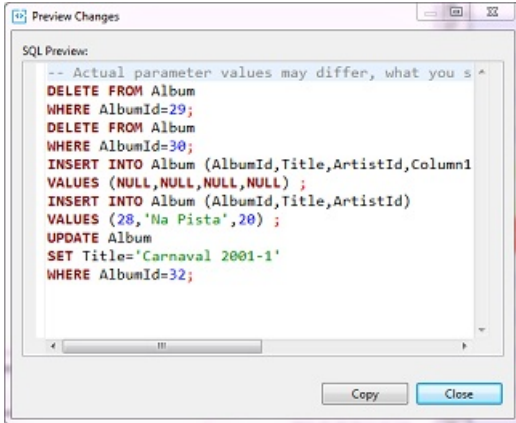 Preview Changes
SQL Preview:
-- Actual parameter values may differ, what you s
DELETE FROM Album
WHERE AlbumId=29;
DELETE FROM Album
WHERE AlbumId=30;
INSERT INTO Album (AlbumId,Title,ArtistId,Column1
VALUES (NULL,NULL,NULL,NULL) ;
INSERT INTO Album (AlbumId,Title,ArtistId)
VALUES (28,'Na Pista',20) ;
UPDATE Album
SET Title='Carnaval 2001-1'
WHERE AlbumId=32;
Copy Close